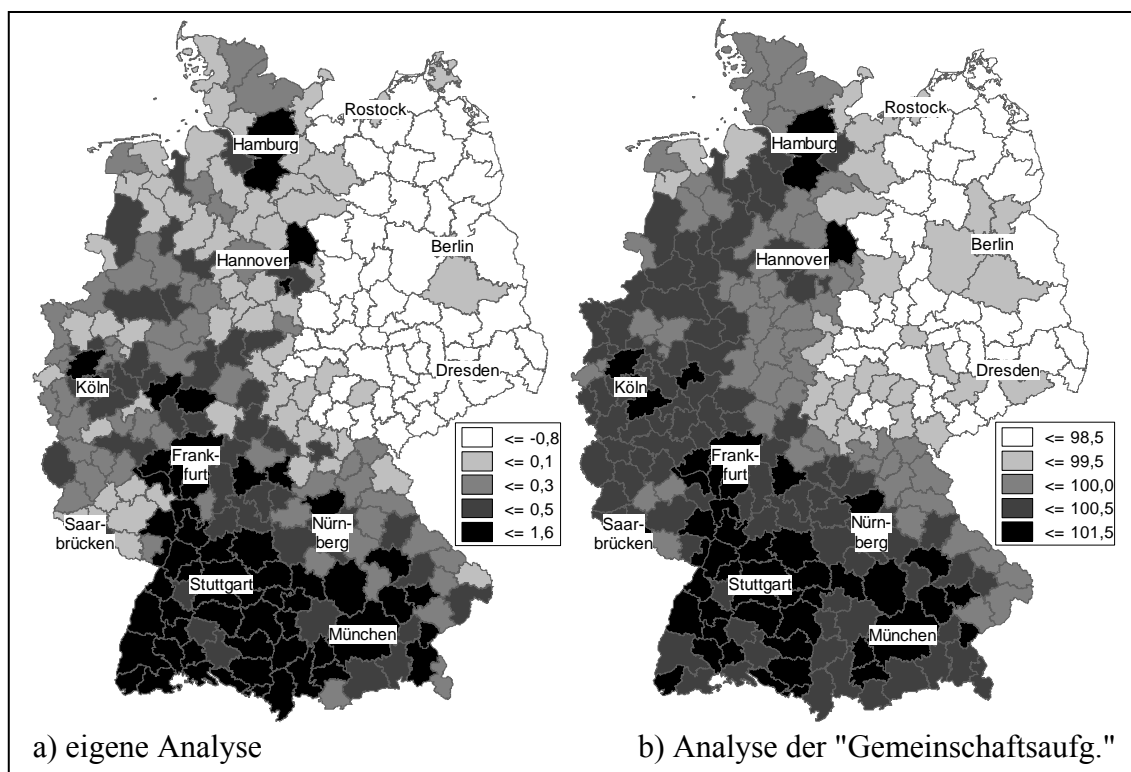 Rostock
Hamburg
Berlin
Hannover
Dresden
Köln
Frank-
furt
Saar-
brücken
Nürn-
berg
Stuttgart
München
<= -0,8
<= 0,1
<= 0,3
<= 0,5
<= 1,6
a) eigene Analyse
Rostock
Hamburg
Berlin
Hannover
Dresden
Köln
Frank-
furt
Saar-
brücken
Nürn-
berg
Stuttgart
München
<= 98,5
<= 99,5
<= 100,0
<= 100,5
<= 101,5
b) Analyse der "Gemeinschaftsaufg."